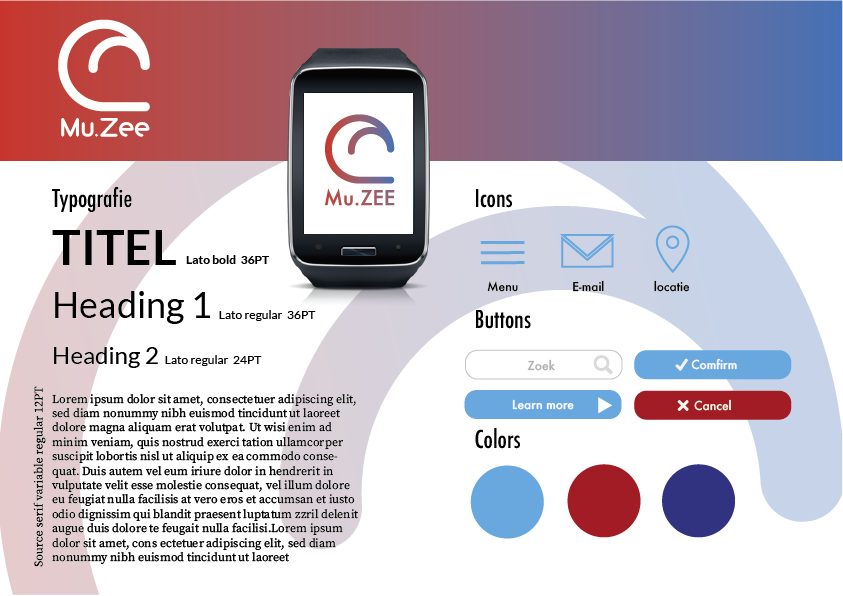 Mu.Zee
Mu.ZEE
Typografie
TITEL Lato bold 36PT
Heading 1 Lato regular 36PT
Heading 2 Lato regular 24PT
Source serif variable regular 12PT
Lorem ipsum dolor sit amet, consectetuer adipiscing elit,
sed diam nonummy nibh euismod tincidunt ut laoreet
dolore magna aliquam erat volutpat. Ut wisi enim ad
minim veniam, quis nostrud exerci tation ullamcorper
suscipit lobortis nisl ut aliquip ex ea commodo conse-
quat. Duis autem vel eum iriure dolor in hendrerit in
vulputate velit esse molestie consequat, vel illum dolore
eu feugiat nulla facilisis at vero eros et accumsan et iusto
odio dignissim qui blandit praesent luptatum zzril delenit
augue duis dolore te feugait nulla facilisi.Lorem ipsum
dolor sit amet, cons ectetuer adipiscing elit, sed diam
nonummy nibh euismod tincidunt ut laoreet
Icons
Menu E-mail locatie
Buttons
Zoek Comfirm
Learn more Cancel
Colors